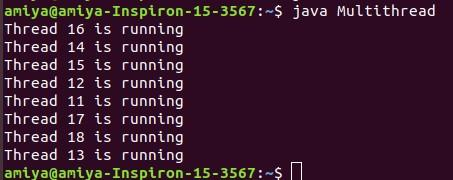 amiya@amiya-Inspiron-15-3567:~$ java Multithread
Thread 16 is running
Thread 14 is running
Thread 15 is running
Thread 12 is running
Thread 11 is running
Thread 17 is running
Thread 18 is running
Thread 13 is running
amiya@amiya-Inspiron-15-3567:~$